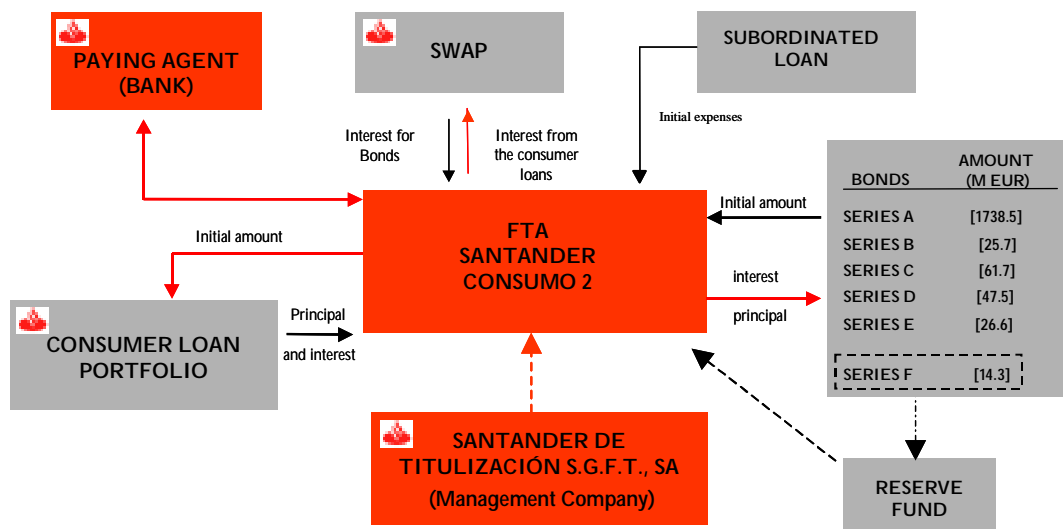 PAYING AGENT
(BANK)
SWAP
SUBORDINATED
LOAN
Interest for
Bonds
Interest from
the consumer
loans
Initial expenses
BONDS
AMOUNT
(M EUR)
SERIES A [1738.5]
SERIES B [25.7]
SERIES C [61.7]
SERIES D [47.5]
SERIES E [26.6]
SERIES F [14.3]
Initial amount
FTA
SANTANDER
CONSUMO 2
Initial amount
interest
principal
CONSUMER LOAN
PORTFOLIO
Principal
and interest
SANTANDER DE
TITULIZACIÓN S.G.F.T., SA
(Management Company)
RESERVE
FUND